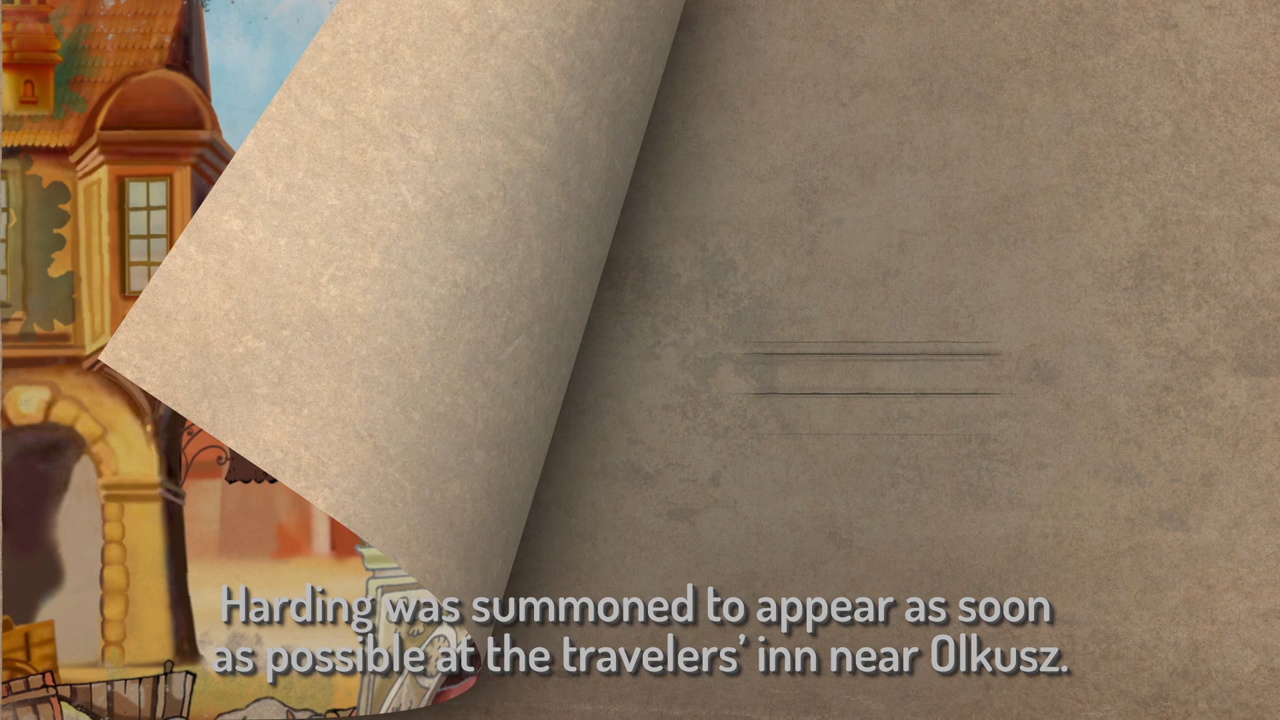 Harding was summoned to appear as soon
as possible at the travelers’ inn near Olkusz.